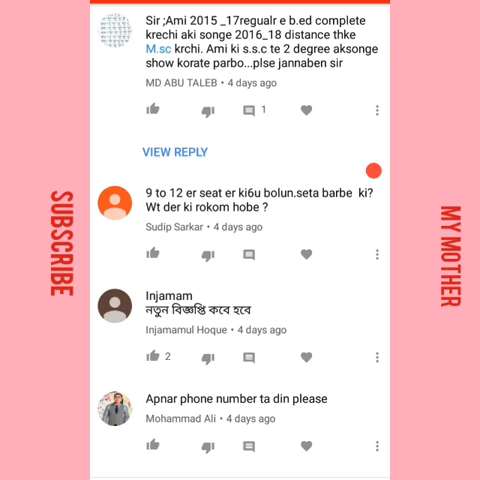 Sir ;Ami 2015 _17regualr e b.ed complete
krechi aki songe 2016_18 distance thke
M.sc krchi. Ami ki s.s.c te 2 degree aksonge
show korate parbo...plse jannaben sir
MD ABU TALEB • 4 days ago
1
VIEW REPLY
9 to 12 er seat er ki6u bolun.seta barbe ki?
Wt der ki rokom hobe ?
Sudip Sarkar • 4 days ago
SUBSCRIBE
MY MOTHER
Injamam
নতুন বিজ্ঞপ্তি কবে হবে
Injamamul Hoque • 4 days ago
2
Apnar phone number ta din please
Mohammad Ali • 4 days ago